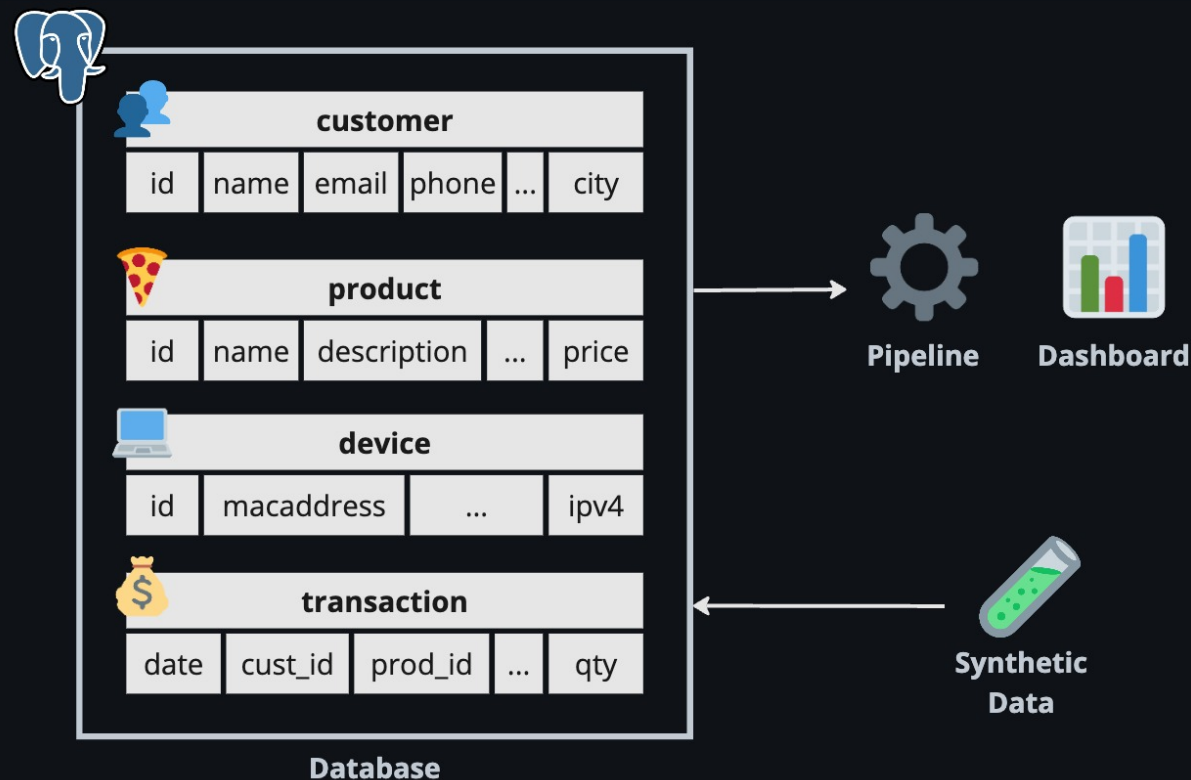 customer
id name email phone ... city
product
id name description ... price
device
id macaddress ... ipv4
transaction
date cust_id prod_id ... qty
Database
Pipeline
Dashboard
Synthetic
Data